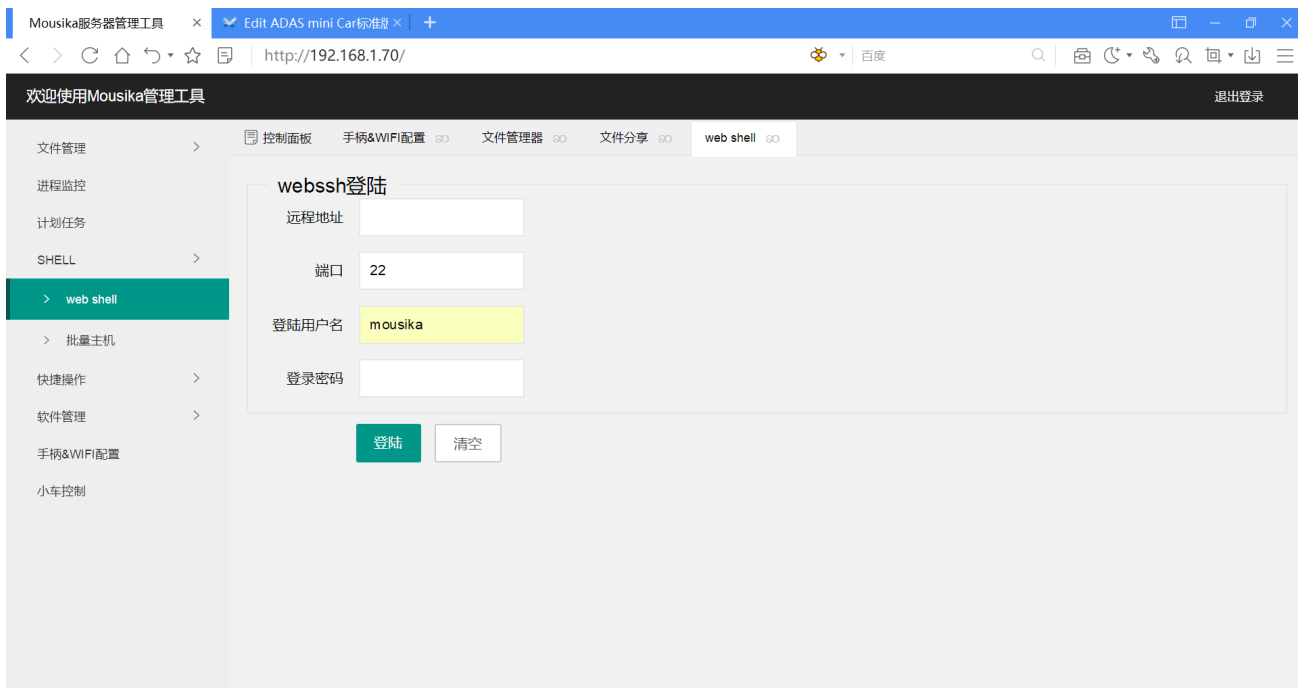 Mousika服务器管理工具
Edit ADAS mini Car标准版
http://192.168.1.70/
百度
欢迎使用Mousika管理工具
退出登录
控制面板 手柄&WIFI配置 文件管理器 文件分享 web shell
文件管理
进程监控
计划任务
SHELL
web shell
批量主机
快捷操作
软件管理
手柄&WIFI配置
小车控制
webssh登陆
远程地址
端口 22
登陆用户名 mousika
登录密码
登陆 清空